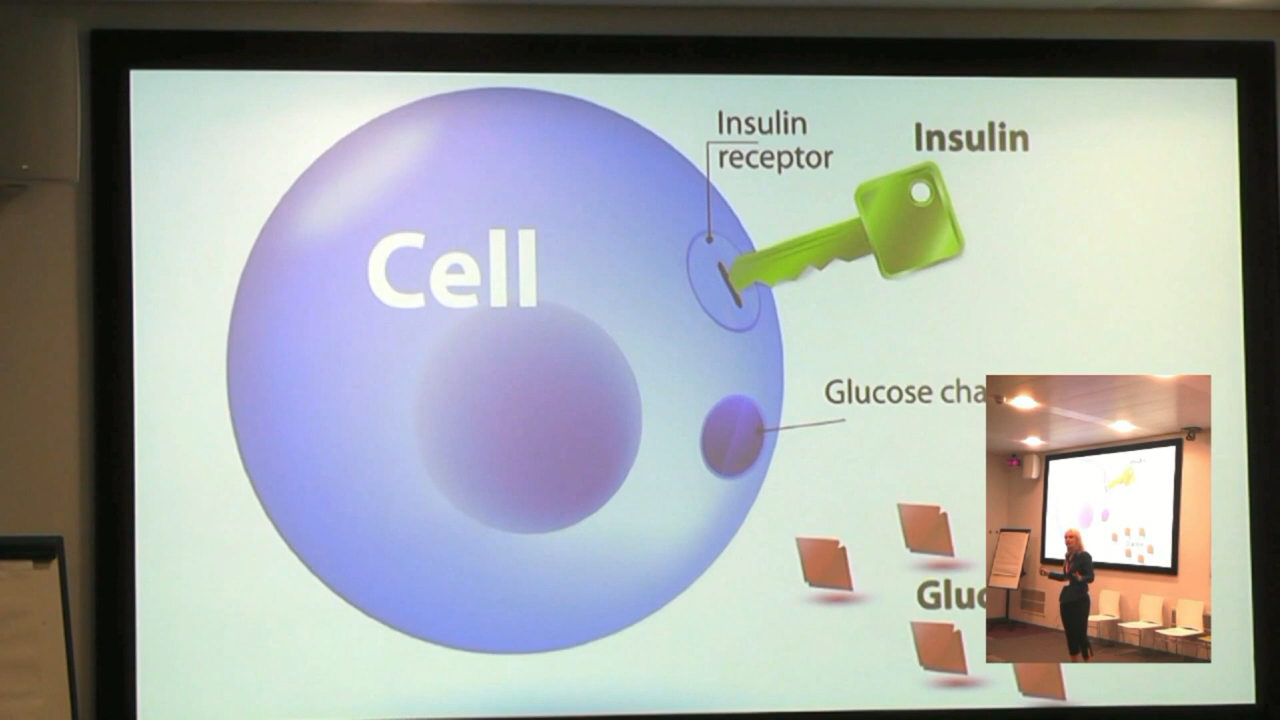 Insulin
receptor
Insulin
Cell
Glucose cha
Gluc